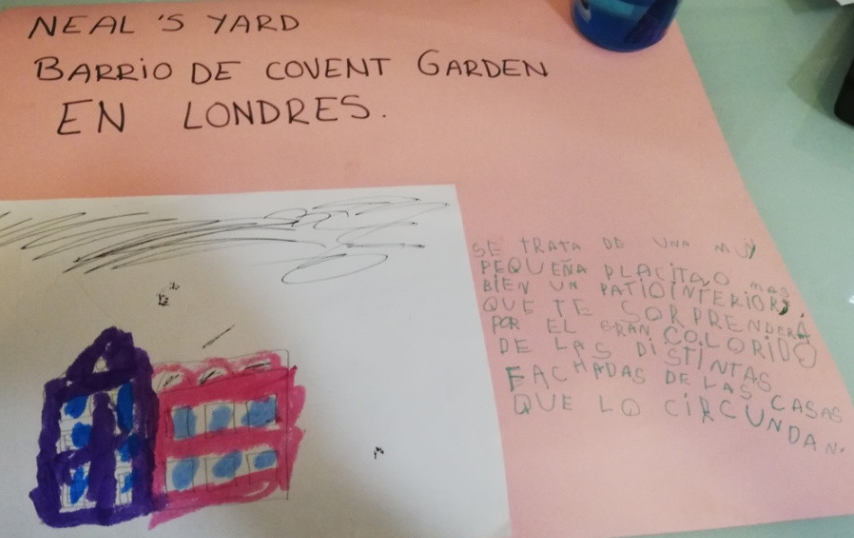 NEAL'S YARD
BARRIO DE COVENT GARDEN
EN LONDRES.
SE TRATA DE UNA MUY
PEQUEÑA PLACITA, O MAS
BIEN UN PATIO INTERIOR,
QUE TE SORPRENDERÁ
POR EL GRAN COLORIDO
DE LAS DISTINTAS
FACHADAS DE LAS CASAS
QUE LO CIRCUNDAN.